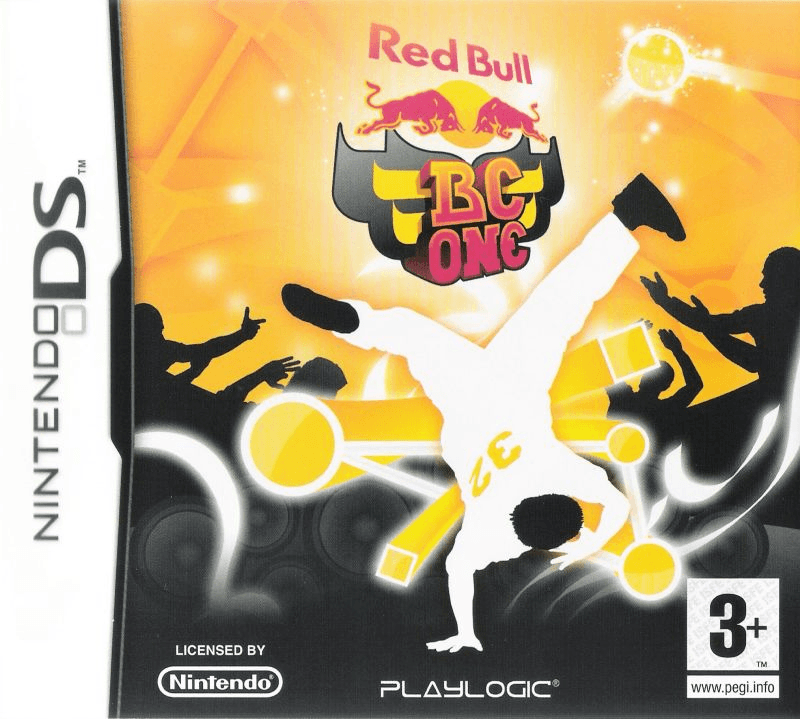 NINTENDO DS™
Red Bull
BC
ONE
32
LICENSED BY
Nintendo®
PLAYLOGIC®
3+
TM
www.pegi.info